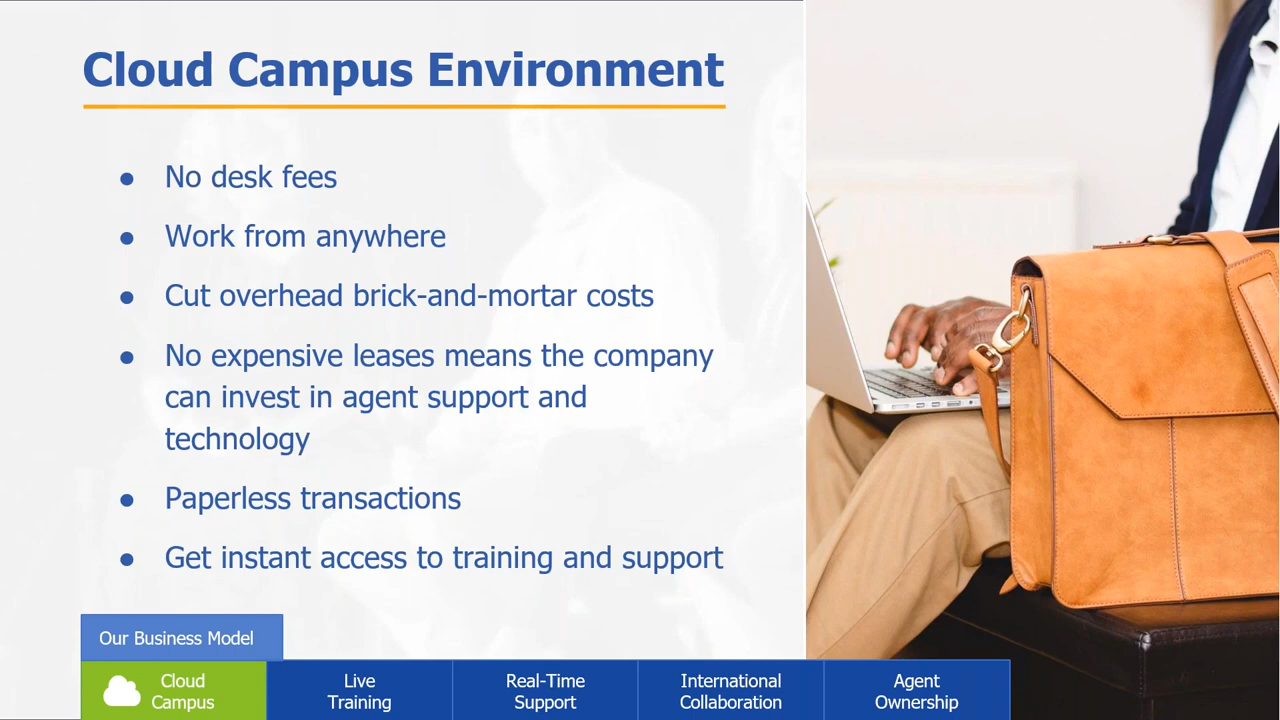 Cloud Campus Environment
● No desk fees
● Work from anywhere
● Cut overhead brick-and-mortar costs
● No expensive leases means the company
can invest in agent support and
technology
● Paperless transactions
● Get instant access to training and support
Our Business Model
Cloud
Campus
Live
Training
Real-Time
Support
International
Collaboration
Agent
Ownership